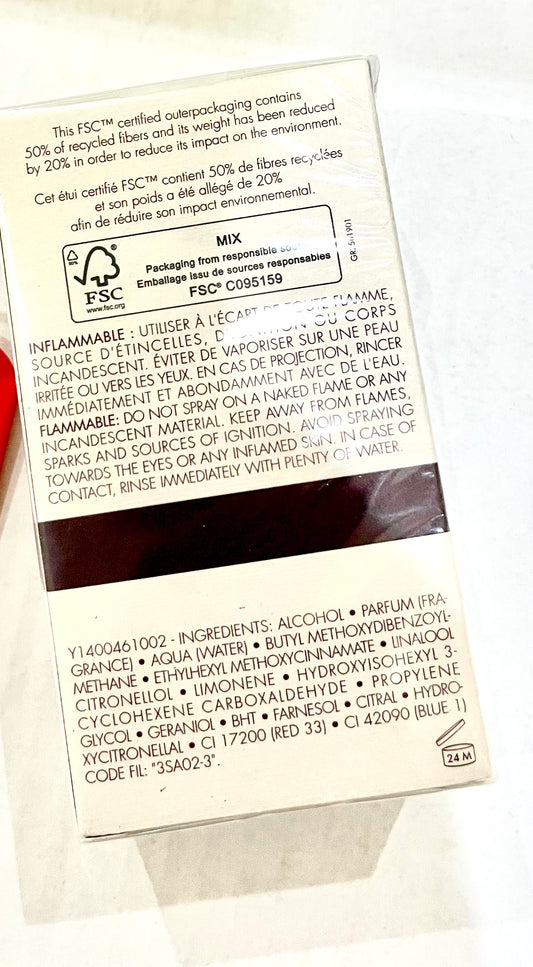 This FSC™ certified outerpackaging contains
50% of recycled fibers and its weight has been reduced
by 20% in order to reduce its impact on the environment.
Cet étui certifié FSC™ contient 50% de fibres recyclées
et son poids a été allégé de 20%
afin de réduire son impact environnemental.
MIX
Packaging from responsible
Emballage issu de sources responsables
FSC® C095159
FSC
www.fsc.org
INFLAMMABLE : UTILISER À L'ÉCART DE TOUTE FLAMME,
SOURCE D'ÉTINCELLES, OU CORPS
INCANDESCENT. ÉVITER DE VAPORISER SUR UNE PEAU
IRRITÉE OU VERS LES YEUX. EN CAS DE PROJECTION, RINCER
IMMÉDIATEMENT ET ABONDAMMENT AVEC DE L'EAU.
FLAMMABLE: DO NOT SPRAY ON A NAKED FLAME OR ANY
INCANDESCENT MATERIAL. KEEP AWAY FROM FLAMES,
SPARKS AND SOURCES OF IGNITION. AVOID SPRAYING
TOWARDS THE EYES OR ANY INFLAMED SKIN. IN CASE OF
CONTACT, RINSE IMMEDIATELY WITH PLENTY OF WATER.
Y1400461002 - INGREDIENTS: ALCOHOL • PARFUM (FRA-
GRANCE) • AQUA (WATER) • BUTYL METHOXYDIBENZOYL-
METHANE • ETHYLHEXYL METHOXYCINNAMATE • LINALOOL
CITRONELLOL • LIMONENE • HYDROXYISOHEXYL 3-
CYCLOHEXENE CARBOXALDEHYDE • PROPYLENE
GLYCOL • GERANIOL • BHT • FARNESOL • CITRAL • HYDRO-
XYCITRONELLAL • CI 17200 (RED 33) • CI 42090 (BLUE 1)
CODE FIL: "3SA02-3".
24 M